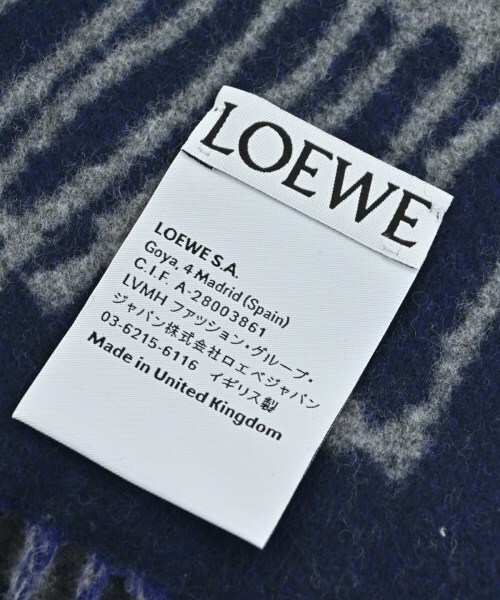 LOEWE
LOEWE S.A.
Goya, 4 Madrid (Spain)
C.I.F. A-28003861
LVMH ファッション・グループ・
ジャパン株式会社ロエベジャパン
03-6215-6116 イギリス製
Made in United Kingdom